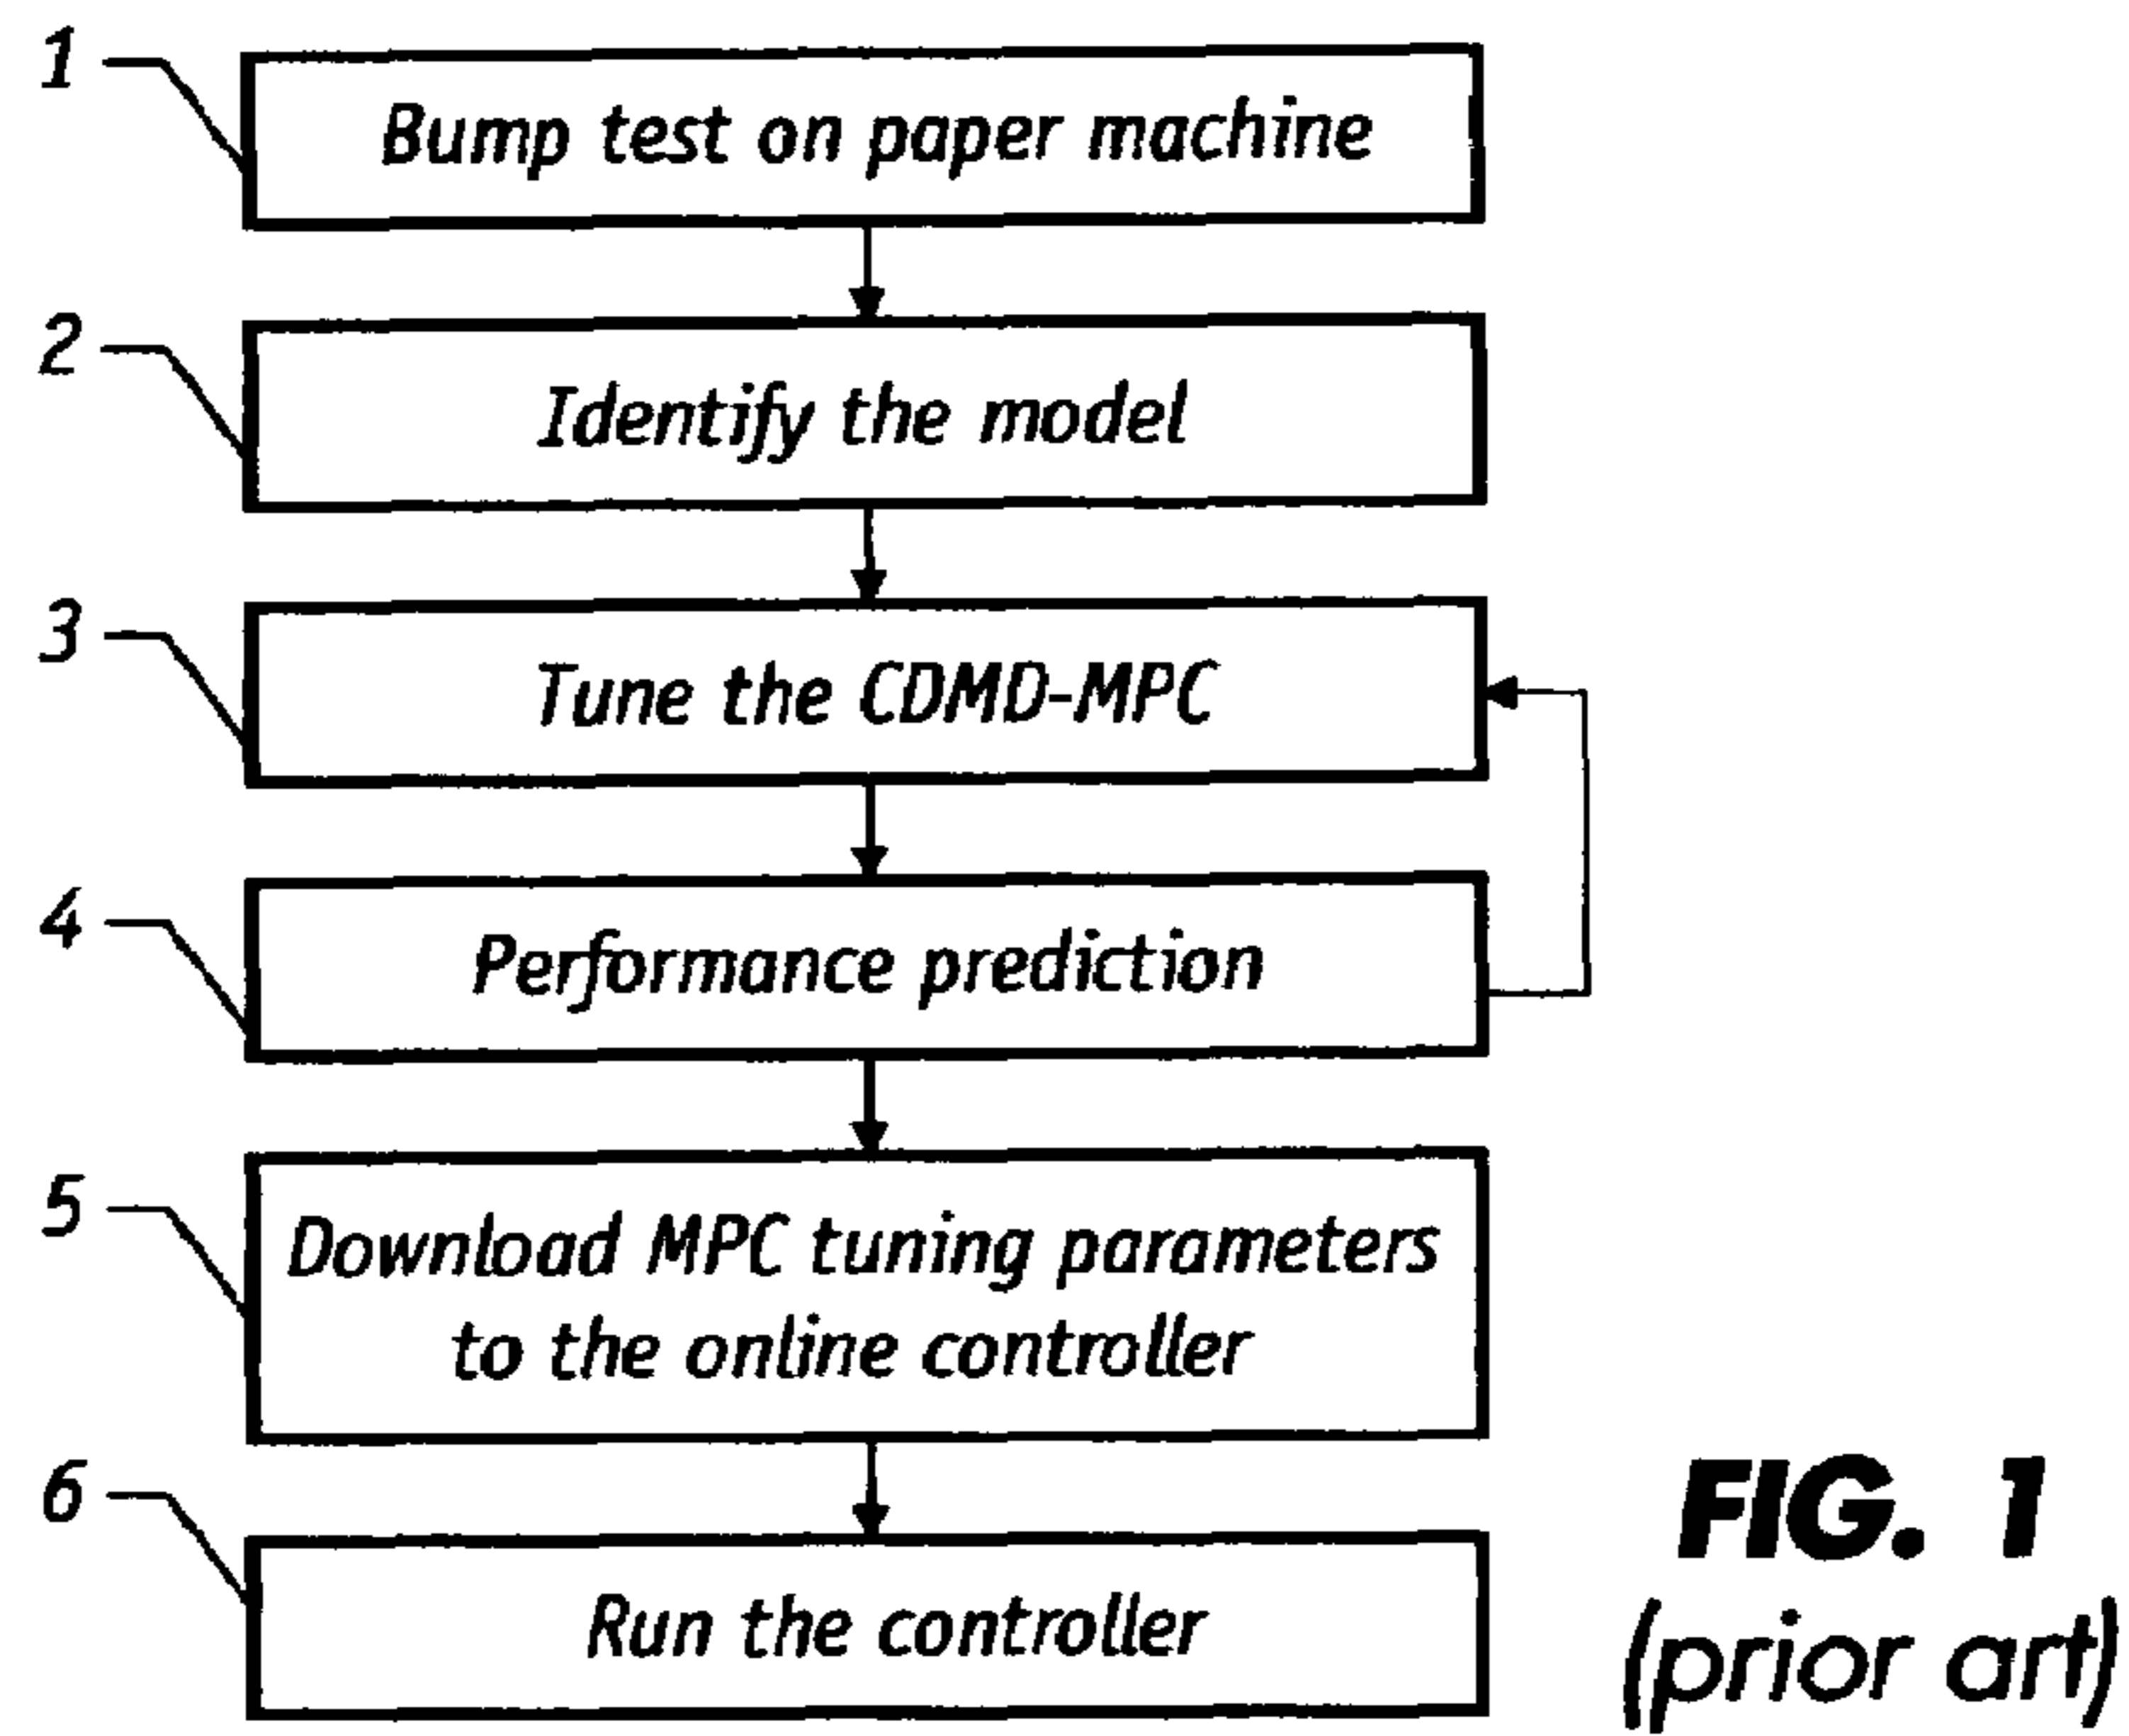 1
Bump test on paper machine
2
Identify the model
3
Tune the CDMD-MPC
4
Performance prediction
5
Download MPC tuning parameters
to the online controller
6
Run the controller
FIG. 1
(prior art)